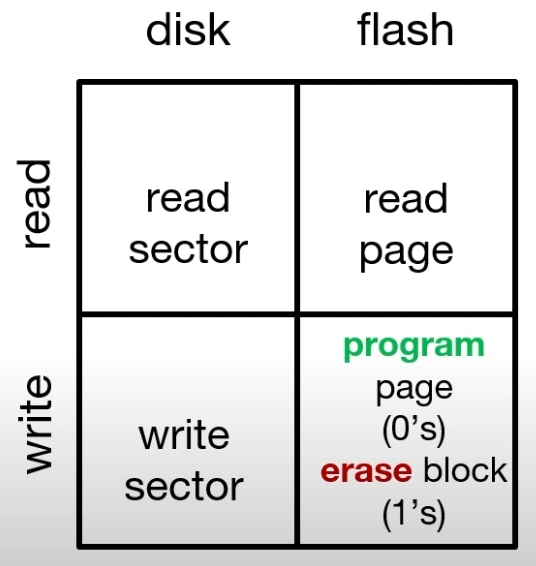 disk flash
read
read
sector
read
page
write
write
sector
program
page
(0's)
erase block
(1's)